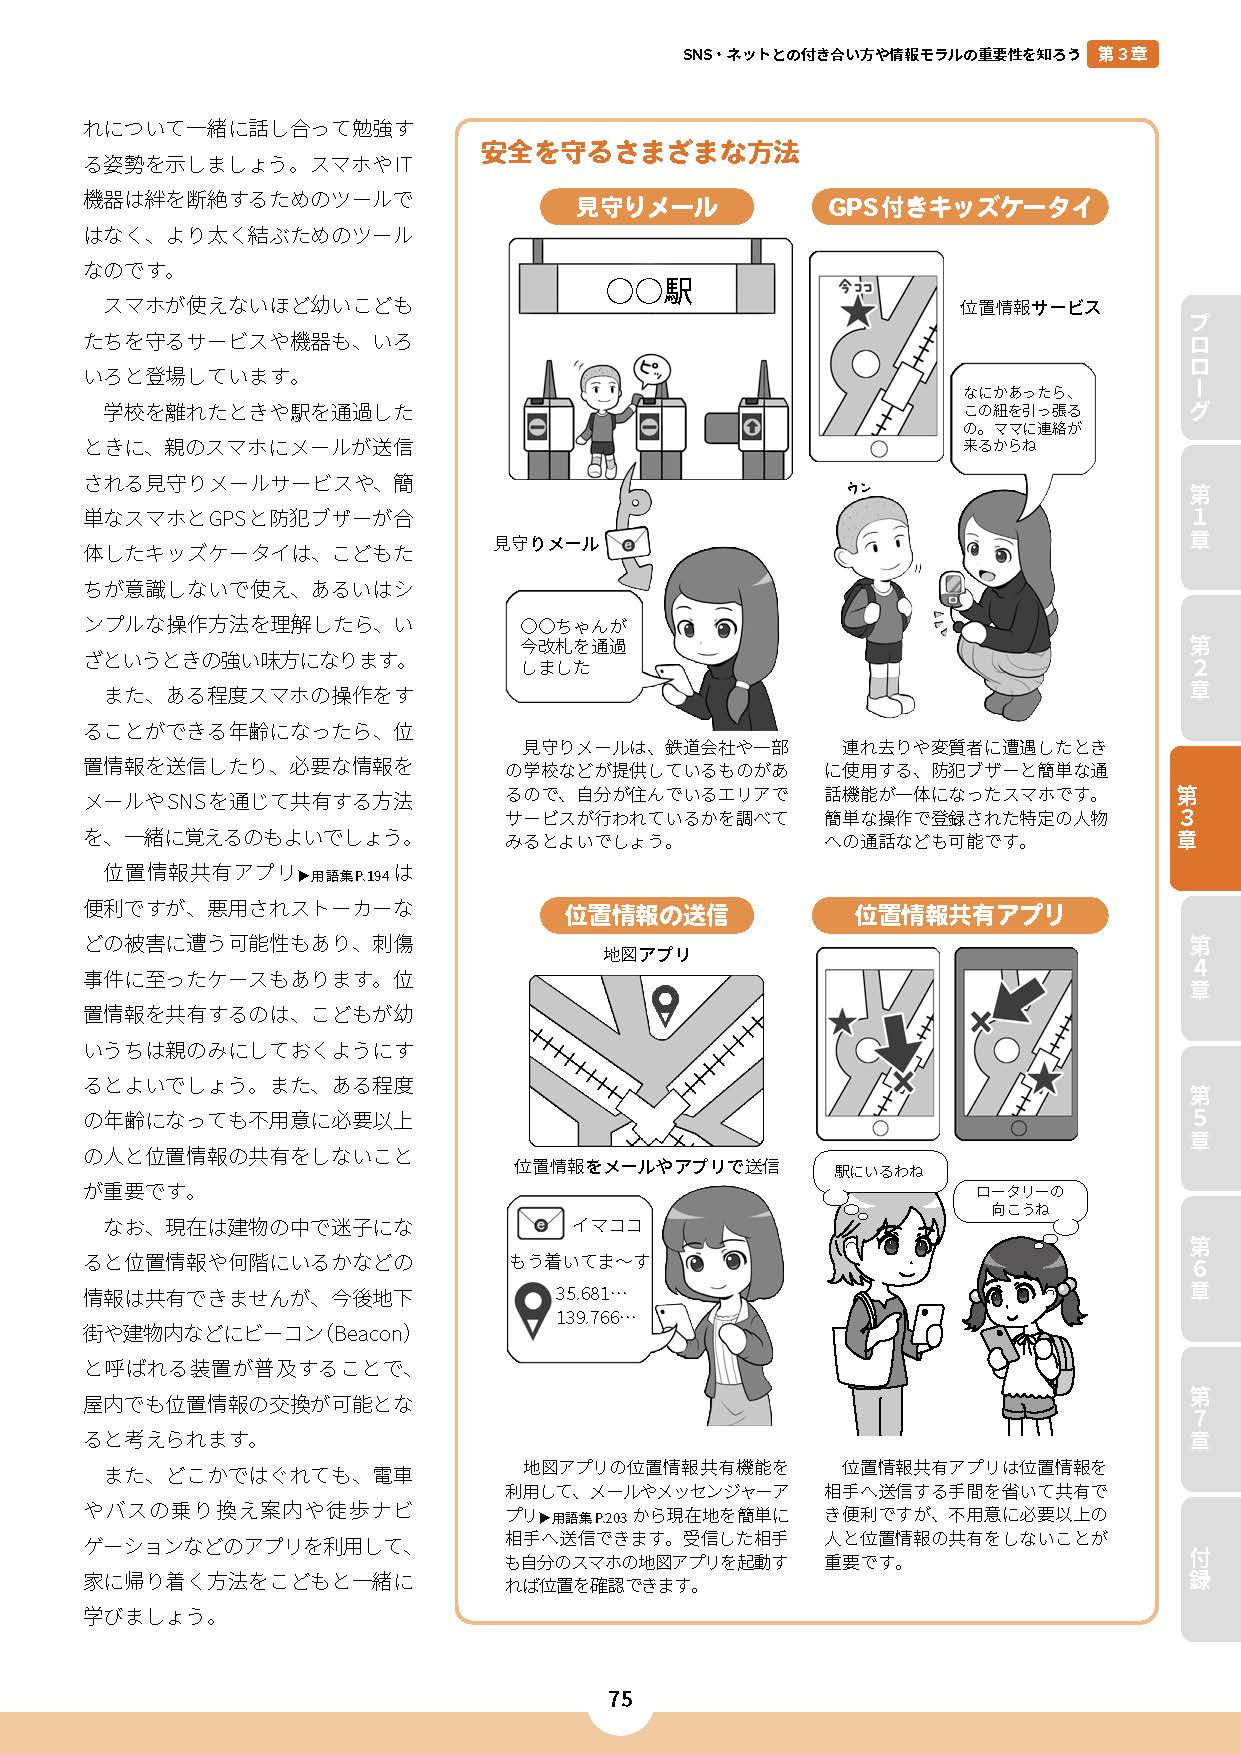 SNS・ネットとの付き合い方や情報モラルの重要性を知ろう 第3章
れについて一緒に話し合って勉強す
る姿勢を示しましょう。スマホやIT
機器は絆を断絶するためのツールで
はなく、より太く結ぶためのツール
なのです。
スマホが使えないほど幼いこども
たちを守るサービスや機器も、いろ
いろと登場しています。
学校を離れたときや駅を通過した
ときに、親のスマホにメールが送信
される見守りメールサービスや、簡
単なスマホとGPSと防犯ブザーが合
体したキッズケータイは、こどもた
ちが意識しないで使え、あるいはシ
ンプルな操作方法を理解したら、い
ざというときの強い味方になります。
また、ある程度スマホの操作をす
ることができる年齢になったら、位
置情報を送信したり、必要な情報を
メールやSNSを通じて共有する方法
を、一緒に覚えるのもよいでしょう。
位置情報共有アプリ▶用語集P.194は
便利ですが、悪用されストーカーな
どの被害に遭う可能性もあり、刺傷
事件に至ったケースもあります。位
置情報を共有するのは、こどもが幼
いうちは親のみにしておくようにす
るとよいでしょう。また、ある程度
の年齢になっても不用意に必要以上
の人と位置情報の共有をしないこと
が重要です。
なお、現在は建物の中で迷子にな
ると位置情報や何階にいるかなどの
情報は共有できませんが、今後地下
街や建物内などにビーコン（Beacon）
と呼ばれる装置が普及することで、
屋内でも位置情報の交換が可能とな
ると考えられます。
また、どこかではぐれても、電車
やバスの乗り換え案内や徒歩ナビ
ゲーションなどのアプリを利用して、
家に帰り着く方法をこどもと一緒に
学びましょう。
安全を守るさまざまな方法
見守りメール
○○駅
ピッ
見守りメール
e
○○ちゃんが
今改札を通過
しました
見守りメールは、鉄道会社や一部
の学校などが提供しているものがあ
るので、自分が住んでいるエリアで
サービスが行われているかを調べて
みるとよいでしょう。
GPS付きキッズケータイ
今ココ
位置情報サービス
なにかあったら、
この紐を引っ張る
の。ママに連絡が
来るからね
ウン
連れ去りや変質者に遭遇したとき
に使用する、防犯ブザーと簡単な通
話機能が一体になったスマホです。
簡単な操作で登録された特定の人物
への通話なども可能です。
位置情報の送信
地図アプリ
位置情報をメールやアプリで送信
e イマココ
もう着いてま〜す
35.681…
139.766…
地図アプリの位置情報共有機能を
利用して、メールやメッセンジャーア
プリ▶用語集P.203から現在地を簡単に
相手へ送信できます。受信した相手
も自分のスマホの地図アプリを起動す
れば位置を確認できます。
位置情報共有アプリ
駅にいるわね
ロータリーの
向こうね
位置情報共有アプリは位置情報を
相手へ送信する手間を省いて共有で
き便利ですが、不用意に必要以上の
人と位置情報の共有をしないことが
重要です。
プロローグ
第1章
第2章
第3章
第4章
第5章
第6章
第7章
付録
75